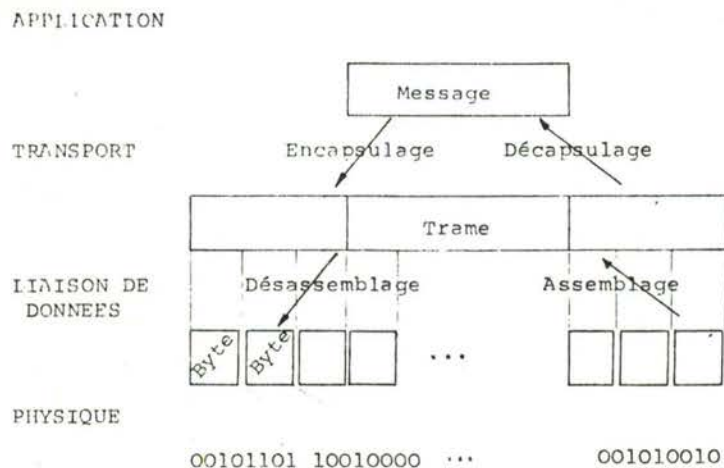 APPLICATION
Message
TRANSPORT Encapsulage Décapsulage
Trame
LIAISON DE Désassemblage Assemblage
DONNEES
Byte Byte ...
PHYSIQUE
00101101 10010000 ... 001010010